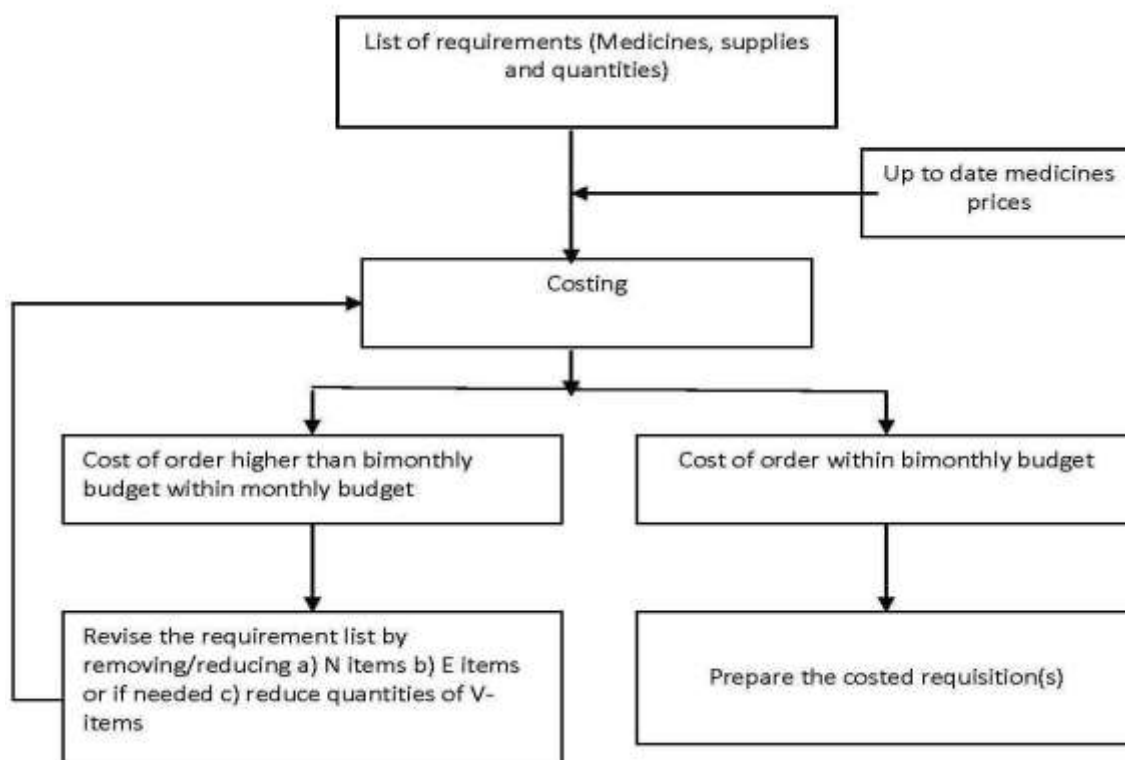 List of requirements (Medicines, supplies
and quantities)
Up to date medicines
prices
Costing
Cost of order higher than bimonthly
budget within monthly budget
Cost of order within bimonthly budget
Revise the requirement list by
removing/reducing a) N items b) E items
or if needed c) reduce quantities of V-
items
Prepare the costed requisition(s)